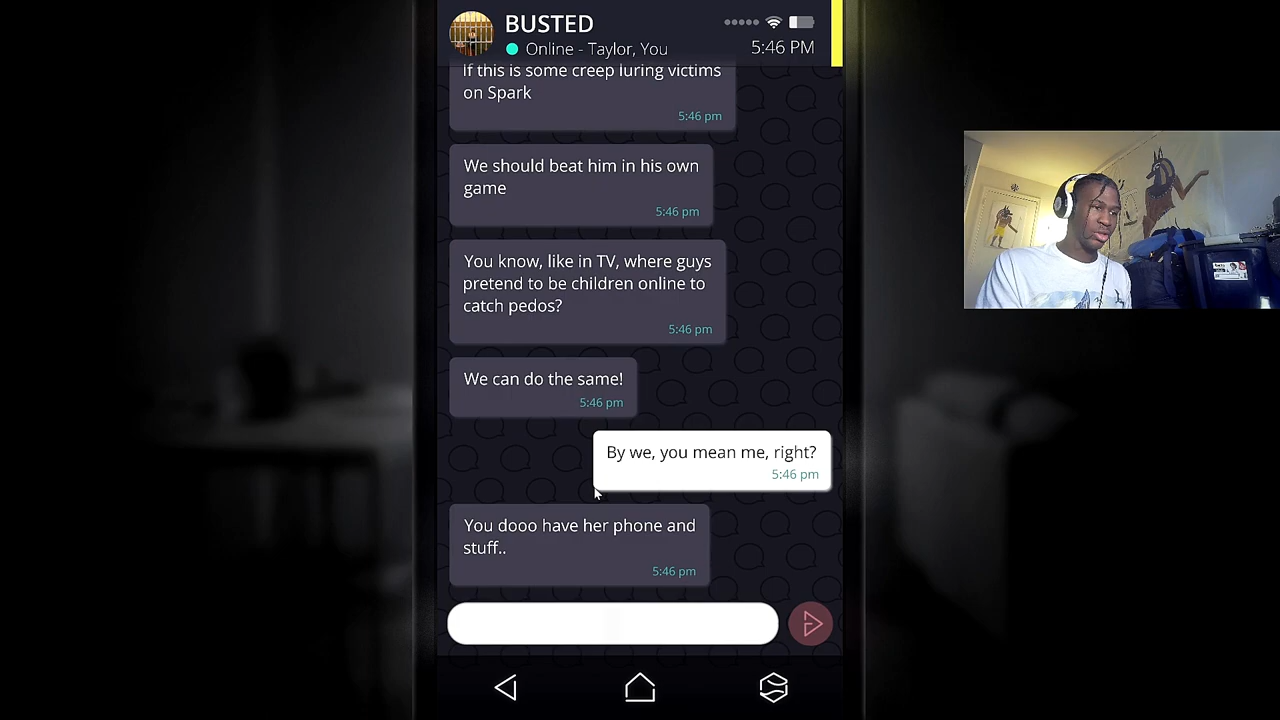 BUSTED
Online - Taylor, You
5:46 PM
If this is some creep luring victims
on Spark
5:46 pm
We should beat him in his own
game
5:46 pm
You know, like in TV, where guys
pretend to be children online to
catch pedos?
5:46 pm
We can do the same!
5:46 pm
By we, you mean me, right?
5:46 pm
You dooo have her phone and
stuff..
5:46 pm